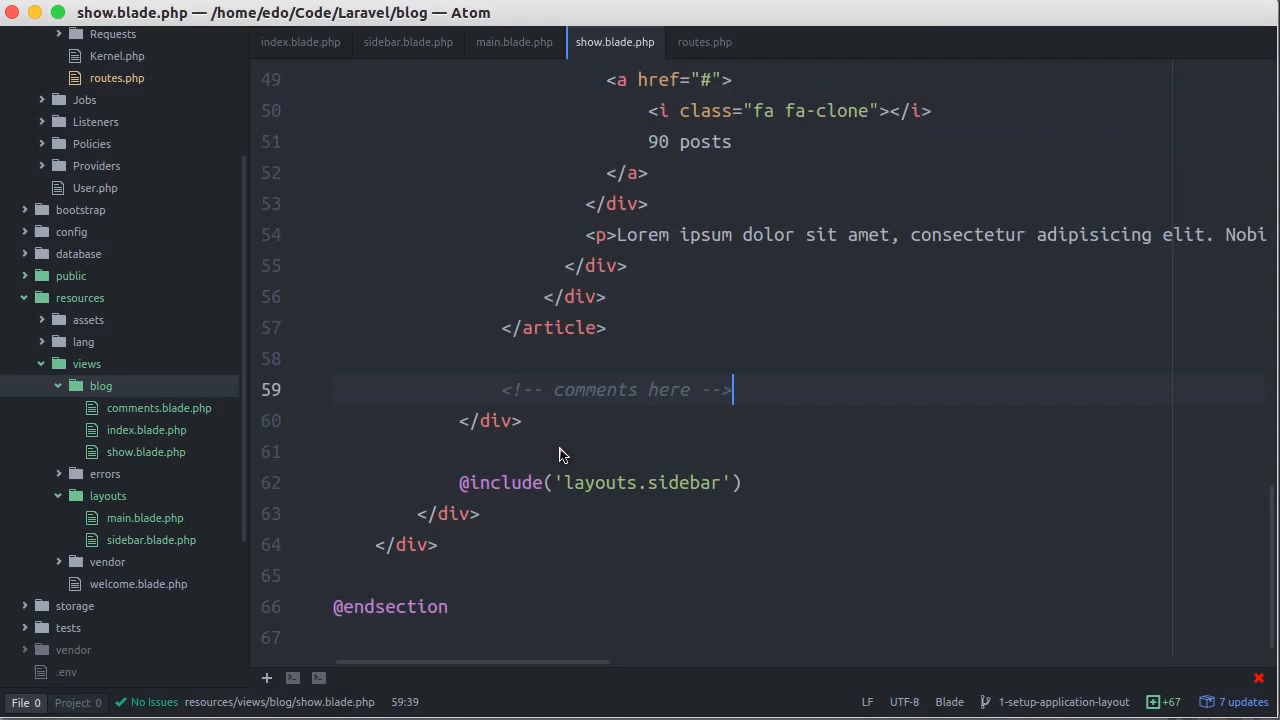 show.blade.php — /home/edo/Code/Laravel/blog — Atom
index.blade.php sidebar.blade.php main.blade.php show.blade.php routes.php
Requests
Kernel.php
routes.php
Jobs
Listeners
Policies
Providers
User.php
bootstrap
config
database
public
resources
assets
lang
views
blog
comments.blade.php
index.blade.php
show.blade.php
errors
layouts
main.blade.php
sidebar.blade.php
vendor
welcome.blade.php
storage
tests
vendor
.env
49 <a href="#">
50 <i class="fa fa-clone"></i>
51 90 posts
52 </a>
53 </div>
54 <p>Lorem ipsum dolor sit amet, consectetur adipisicing elit. Nobi
55 </div>
56 </div>
57 </article>
58
59 <!-- comments here -->
60 </div>
61
62 @include('layouts.sidebar')
63 </div>
64 </div>
65
66 @endsection
67
File 0 Project 0 No Issues resources/views/blog/show.blade.php 59:39 LF UTF-8 Blade 1-setup-application-layout +67 7 updates